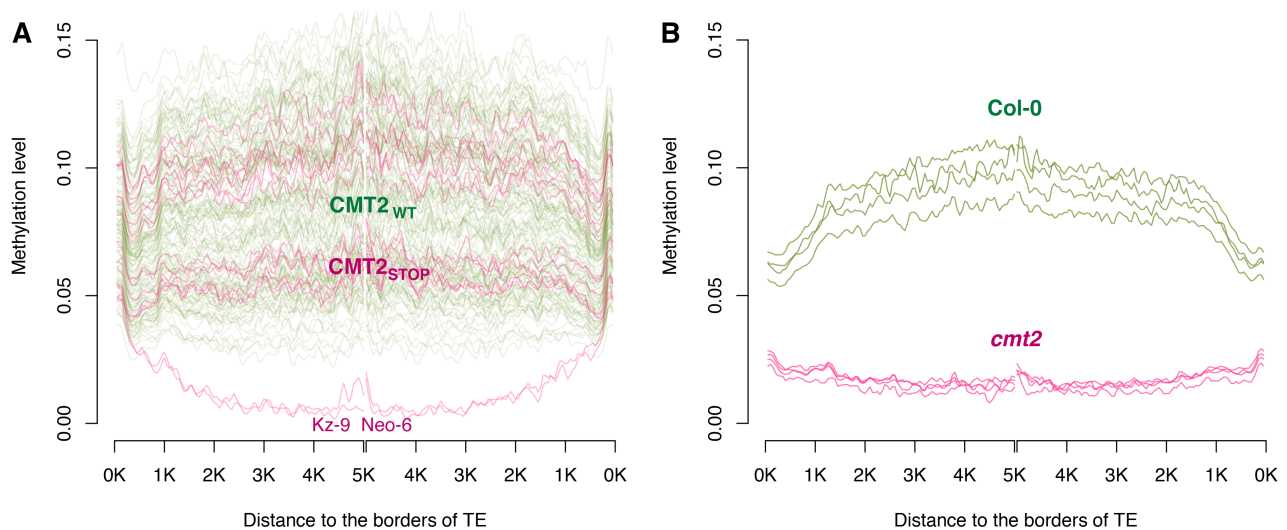 A
Methylation level
0.15
0.10
0.05
0.00
CMT2 WT
CMT2STOP
Kz-9 Neo-6
0K 1K 2K 3K 4K 5K 4K 3K 2K 1K 0K
Distance to the borders of TE
B
Methylation level
0.15
0.10
0.05
0.00
Col-0
cmt2
0K 1K 2K 3K 4K 5K 4K 3K 2K 1K 0K
Distance to the borders of TE